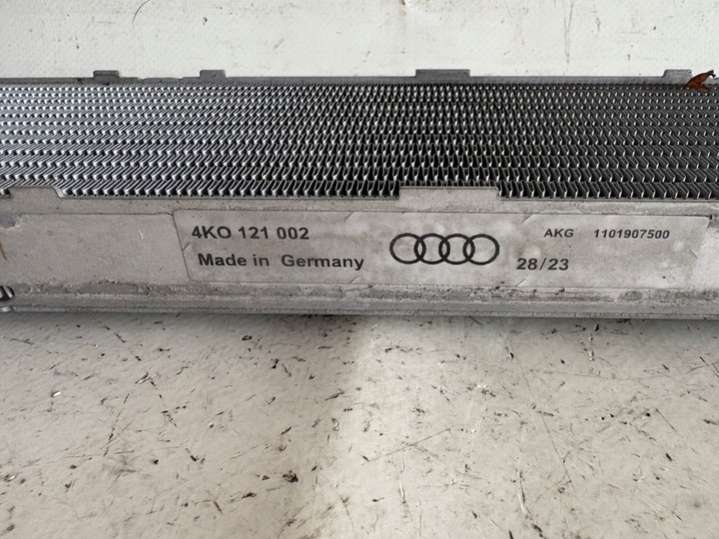 4KO 121 002
AKG 1101907500
Made in Germany
28/23